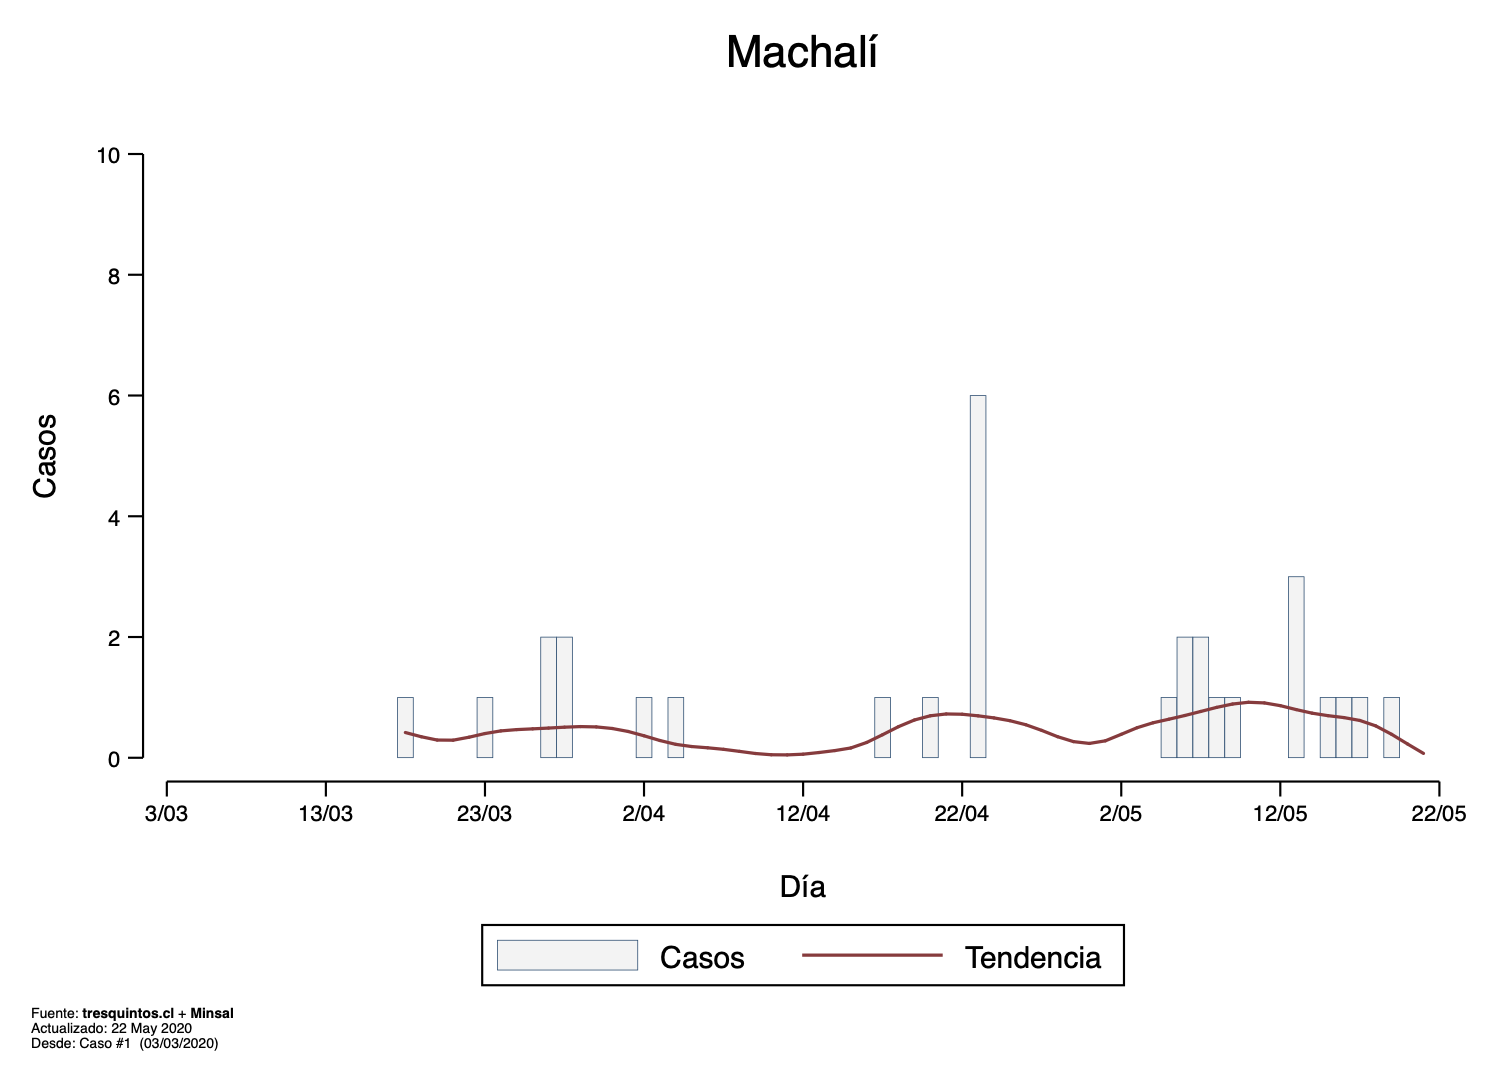 Machalí
10
8
6
4
2
0
Casos
3/03 13/03 23/03 2/04 12/04 22/04 2/05 12/05 22/05
Día
Casos Tendencia
Fuente: tresquintos.cl + Minsal
Actualizado: 22 May 2020
Desde: Caso #1 (03/03/2020)